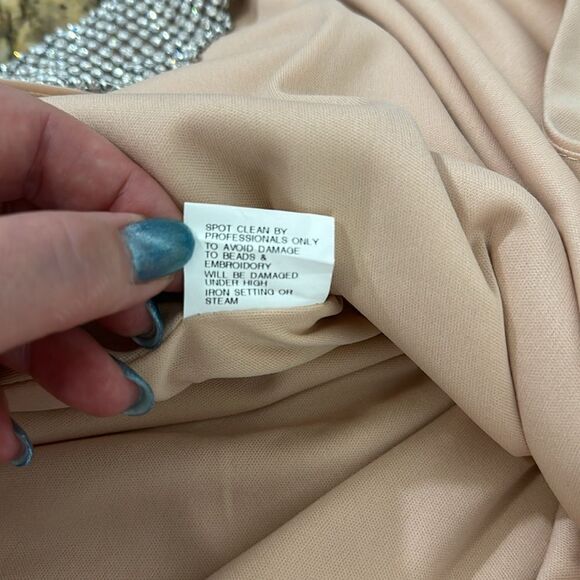 SPOT CLEAN BY
PROFESSIONALS ONLY
TO AVOID DAMAGE
TO BEADS &
EMBROIDORY
WILL BE DAMAGED
UNDER HIGH
IRON SETTING OR
STEAM